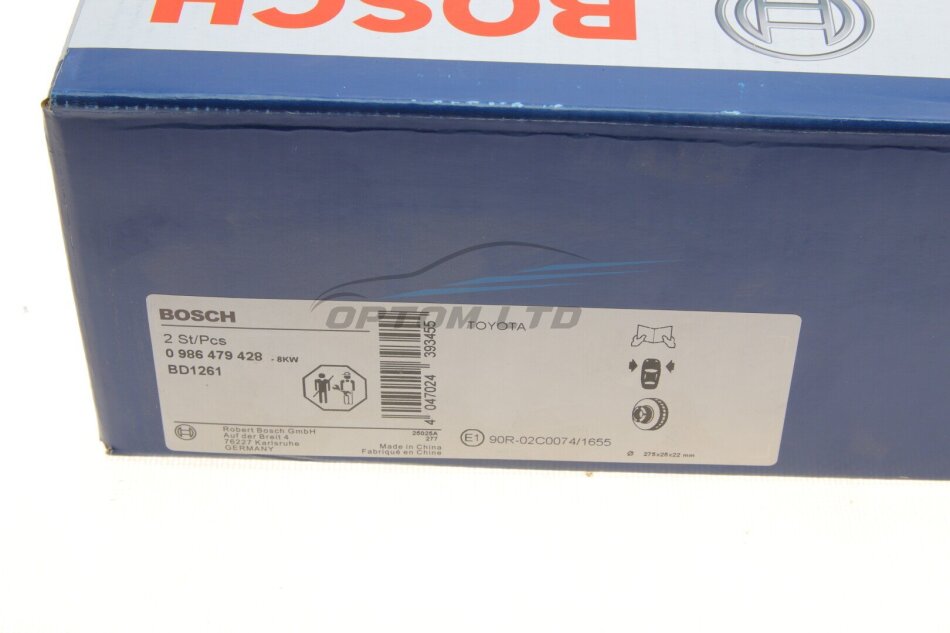 BOSCH
BOSCH
2 St/Pcs
0 986 479 428 - 8KW
BD1261
4 047024 393455
TOYOTA
OPTOM LTD
Robert Bosch GmbH
Auf der Breit 4
76227 Karlsruhe
GERMANY
25025A
277
Made in China
Fabriqué en Chine
E1 90R-02C0074/1655
Ø 275x28x22 mm